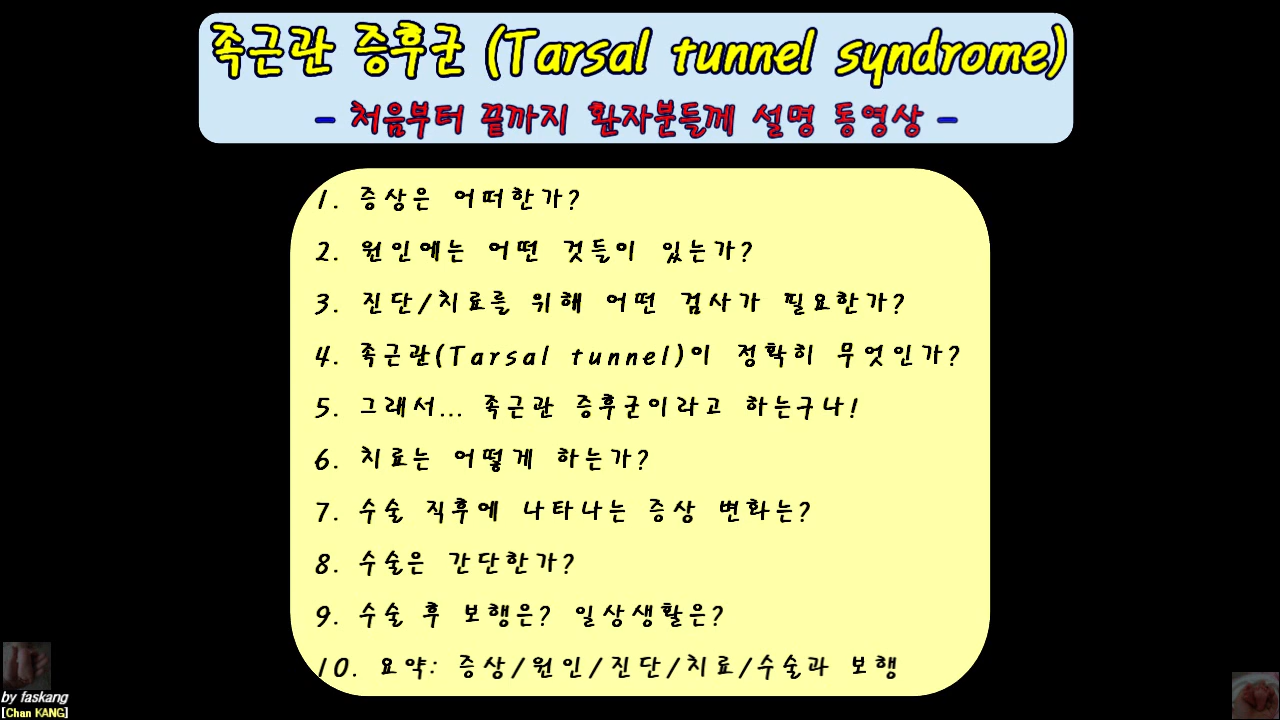 족근관 증후군 (Tarsal tunnel syndrome)
- 처음부터 끝까지 환자분들께 설명 동영상 -
1. 증상은 어떠한가?
2. 원인에는 어떤 것들이 있는가?
3. 진단/치료를 위해 어떤 검사가 필요한가?
4. 족근관(Tarsal tunnel)이 정확히 무엇인가?
5. 그래서... 족근관 증후군이라고 하는구나!
6. 치료는 어떻게 하는가?
7. 수술 직후에 나타나는 증상 변화는?
8. 수술은 간단한가?
9. 수술 후 보행은? 일상생활은?
10. 요약: 증상/원인/진단/치료/수술과 보행
by faskang
[Chan KANG]